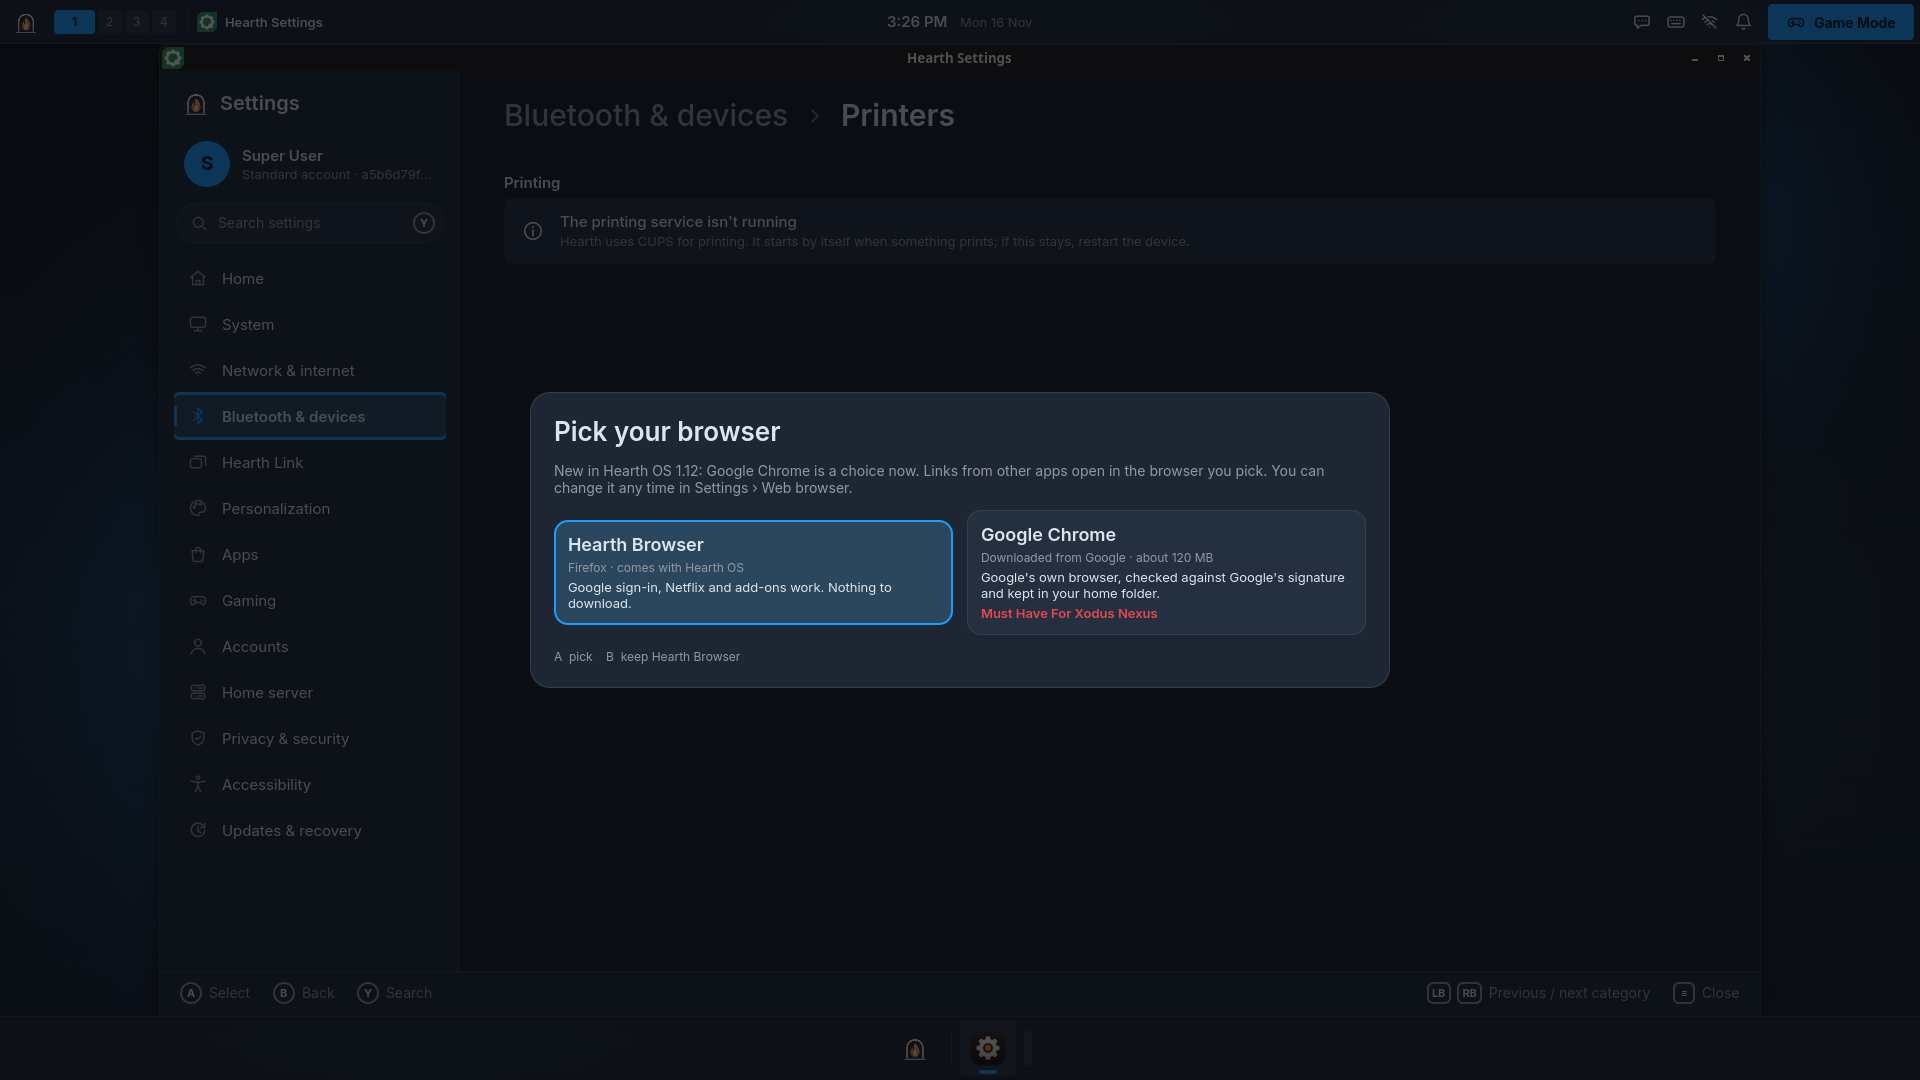 1
2
3
4
Hearth Settings
3:26 PM
Mon 16 Nov
Game Mode
Hearth Settings
Settings
S
Super User
Standard account · a5b6d79f...
Search settings
Y
Home
System
Network & internet
Bluetooth & devices
Hearth Link
Personalization
Apps
Gaming
Accounts
Home server
Privacy & security
Accessibility
Updates & recovery
Bluetooth & devices › Printers
Printing
The printing service isn't running
Hearth uses CUPS for printing. It starts by itself when something prints; if this stays, restart the device.
Pick your browser
New in Hearth OS 1.12: Google Chrome is a choice now. Links from other apps open in the browser you pick. You can
change it any time in Settings › Web browser.
Hearth Browser
Firefox · comes with Hearth OS
Google sign-in, Netflix and add-ons work. Nothing to
download.
Google Chrome
Downloaded from Google · about 120 MB
Google's own browser, checked against Google's signature
and kept in your home folder.
Must Have For Xodus Nexus
A pick B keep Hearth Browser
A Select B Back Y Search
LB RB Previous / next category
Close